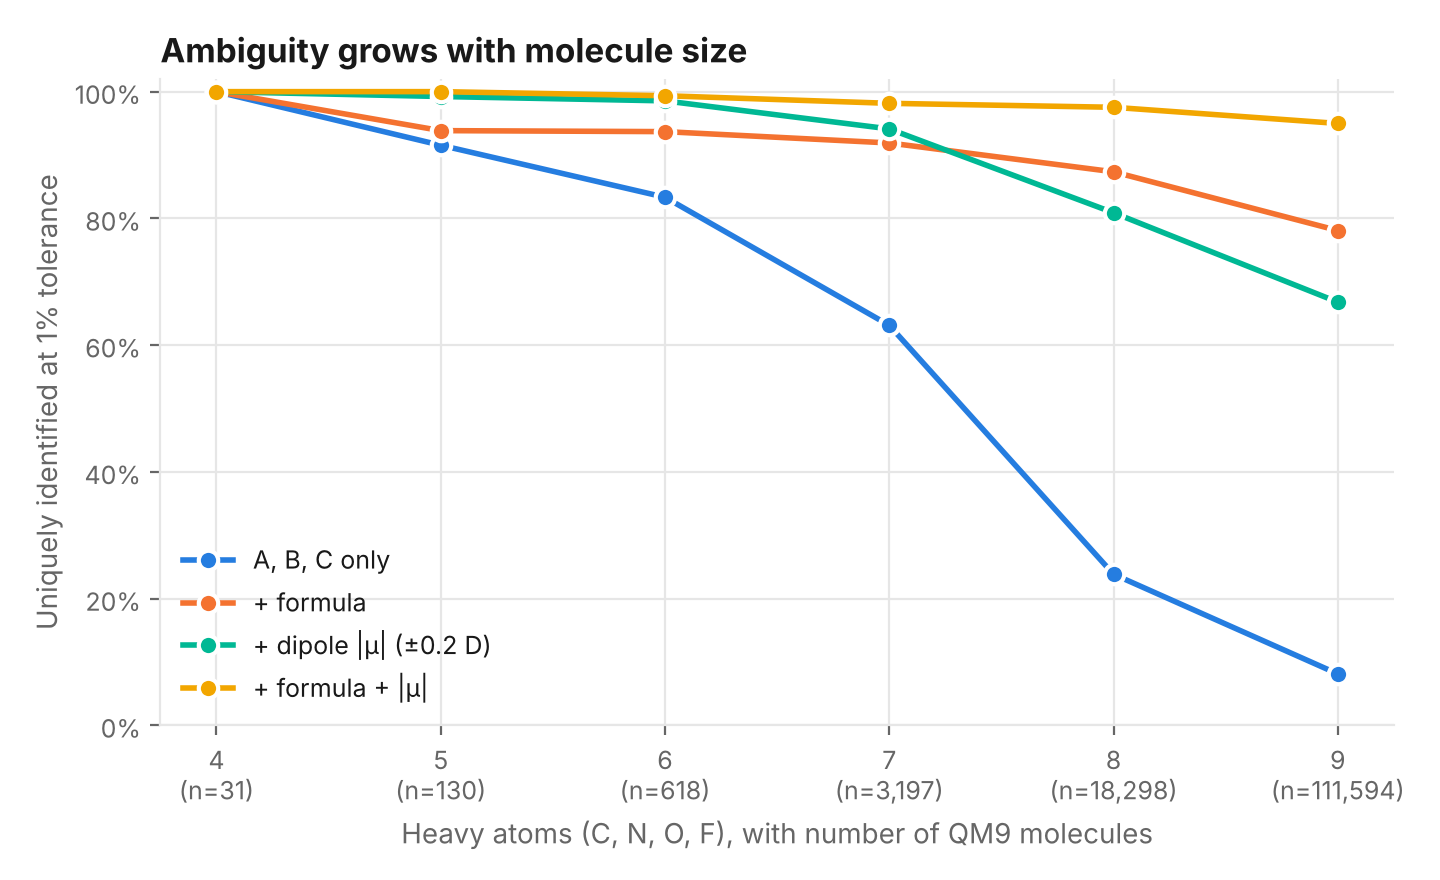 Ambiguity grows with molecule size
Uniquely identified at 1% tolerance
100%
80%
60%
40%
20%
0%
A, B, C only
+ formula
+ dipole |μ| (±0.2 D)
+ formula + |μ|
4 5 6 7 8 9
(n=31) (n=130) (n=618) (n=3,197) (n=18,298) (n=111,594)
Heavy atoms (C, N, O, F), with number of QM9 molecules